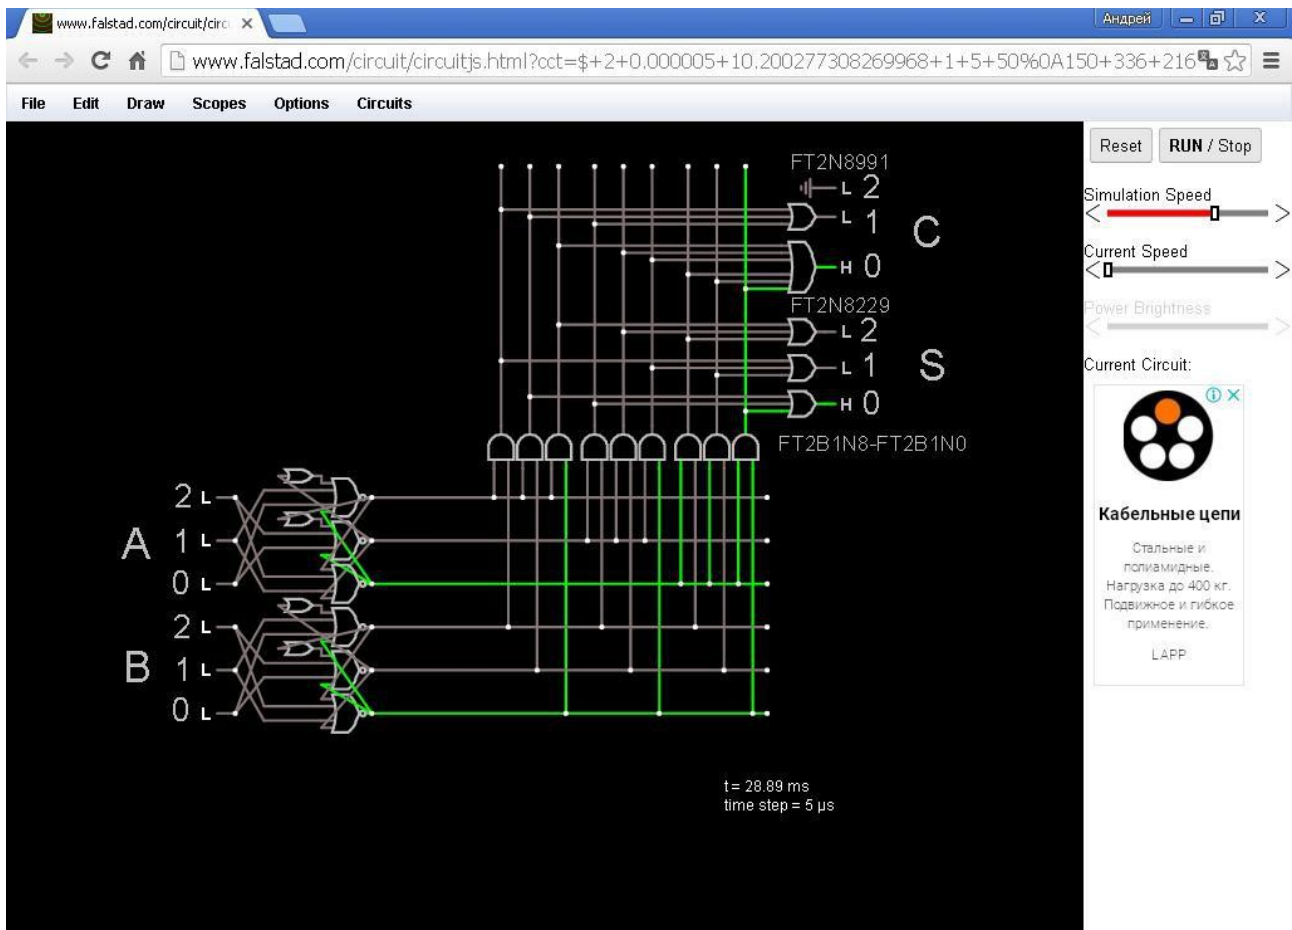 www.falstad.com/circuit/circ
Андрей
www.falstad.com/circuit/circuitjs.html?cct=$+2+0.000005+10.200277308269968+1+5+50%0A150+336+216
File Edit Draw Scopes Options Circuits
Reset RUN / Stop
Simulation Speed
Current Speed
Power Brightness
Current Circuit:
FT2N8991
L 2
L 1
C
H 0
FT2N8229
L 2
L 1
S
H 0
FT2B1N8-FT2B1N0
2 L
A 1 L
0 L
2 L
B 1 L
0 L
t = 28.89 ms
time step = 5 µs
Кабельные цепи
Стальные и
полиамидные.
Нагрузка до 400 кг.
Подвижное и гибкое
применение.
LAPP